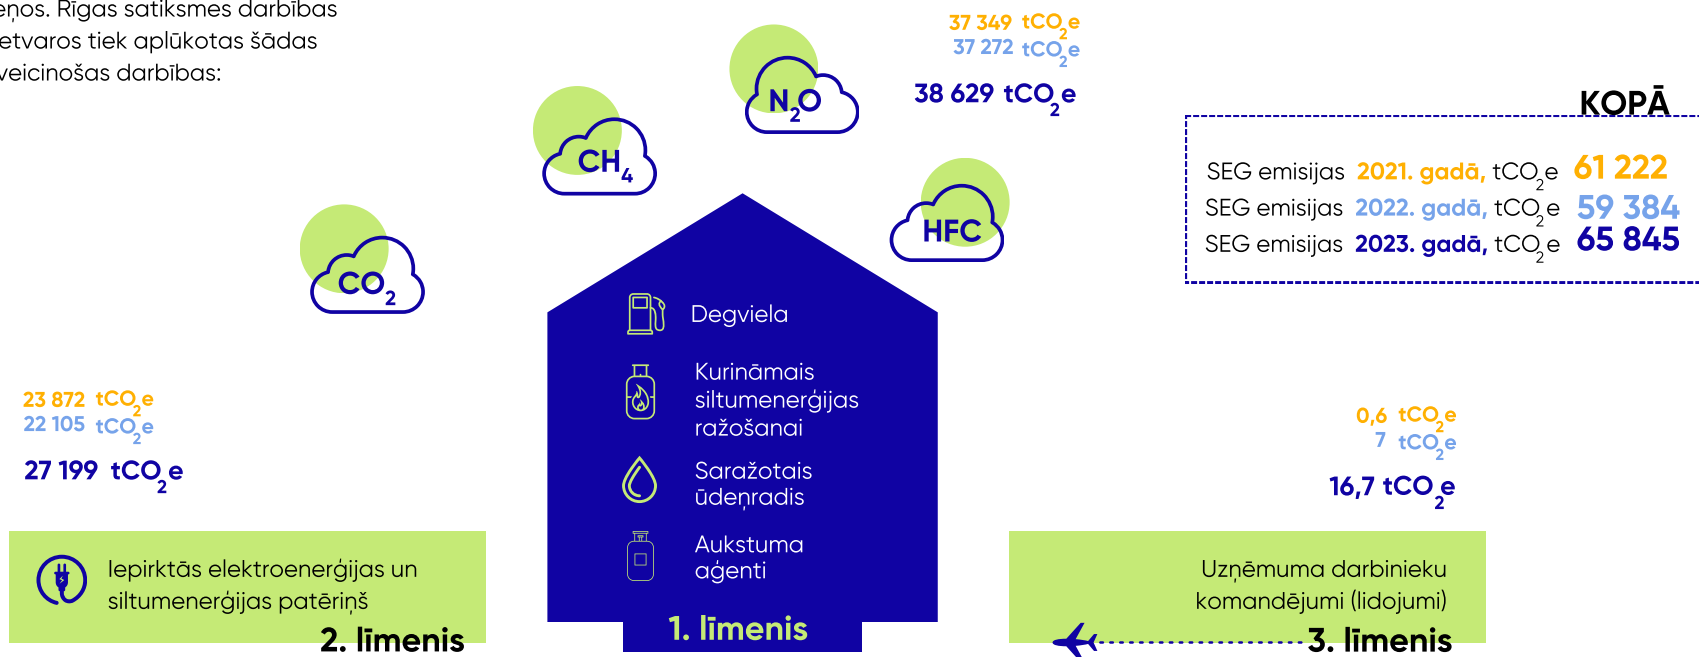 Rīgas satiksmes darbības
tiek aplūkotas šādas
veicinošas darbības:
37 349 tCO₂e
37 272 tCO₂e
38 629 tCO₂e
N₂O
CH₄
HFC
CO₂
KOPĀ
SEG emisijas 2021. gadā, tCO₂e 61 222
SEG emisijas 2022. gadā, tCO₂e 59 384
SEG emisijas 2023. gadā, tCO₂e 65 845
23 872 tCO₂e
22 105 tCO₂e
27 199 tCO₂e
Iepirktās elektroenerģijas un
siltumenerģijas patēriņš
2. līmenis
Degviela
Kurināmais
siltumenerģijas
ražošanai
Saražotais
ūdeņradis
Aukstuma
aģenti
1. līmenis
0,6 tCO₂e
7 tCO₂e
16,7 tCO₂e
Uzņēmuma darbinieku
komandējumi (lidojumi)
3. līmenis